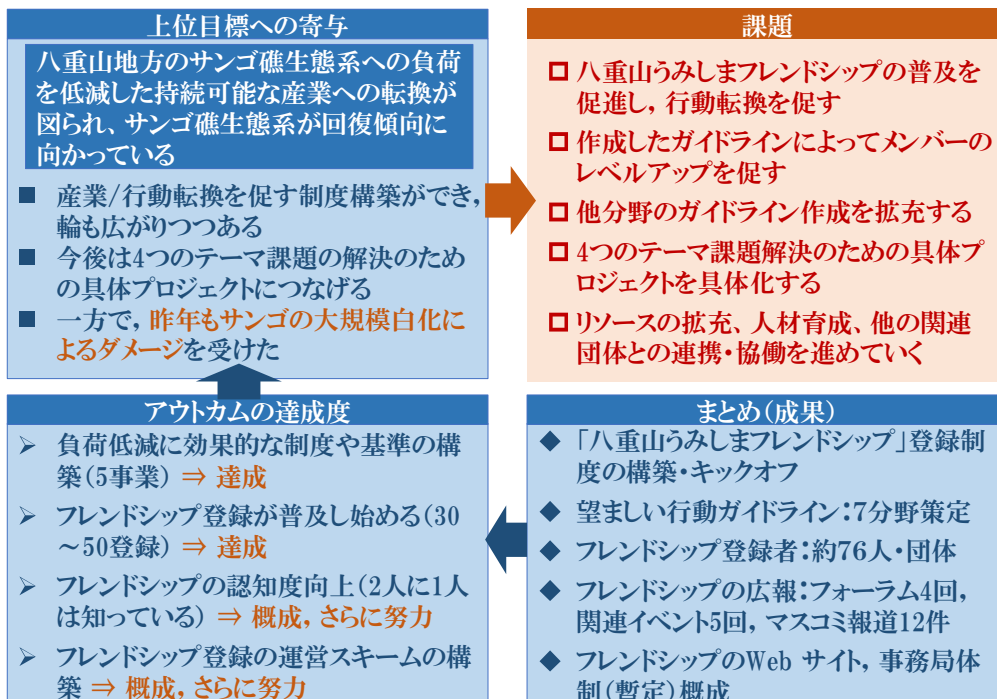 上位目標への寄与
八重山地方のサンゴ礁生態系への負荷
を低減した持続可能な産業への転換が
図られ、サンゴ礁生態系が回復傾向に
向かっている
■ 産業/行動転換を促す制度構築ができ,
輪も広がりつつある
■ 今後は4つのテーマ課題の解決のため
の具体プロジェクトにつなげる
■ 一方で, 昨年もサンゴの大規模白化に
よるダメージを受けた
課題
□ 八重山うみしまフレンドシップの普及を
促進し, 行動転換を促す
□ 作成したガイドラインによってメンバーの
レベルアップを促す
□ 他分野のガイドライン作成を拡充する
□ 4つのテーマ課題解決のための具体プ
ロジェクトを具体化する
□ リソースの拡充、人材育成、他の関連
団体との連携・協働を進めていく
アウトカムの達成度
➢ 負荷低減に効果的な制度や基準の構
築(5事業) ⇒ 達成
➢ フレンドシップ登録が普及し始める(30
~50登録) ⇒ 達成
➢ フレンドシップの認知度向上(2人に1人
は知っている) ⇒ 概成, さらに努力
➢ フレンドシップ登録の運営スキームの構
築 ⇒ 概成, さらに努力
まとめ(成果)
◆ 「八重山うみしまフレンドシップ」登録制
度の構築・キックオフ
◆ 望ましい行動ガイドライン:7分野策定
◆ フレンドシップ登録者:約76人・団体
◆ フレンドシップの広報:フォーラム4回,
関連イベント5回, マスコミ報道12件
◆ フレンドシップのWeb サイト, 事務局体
制(暫定)概成